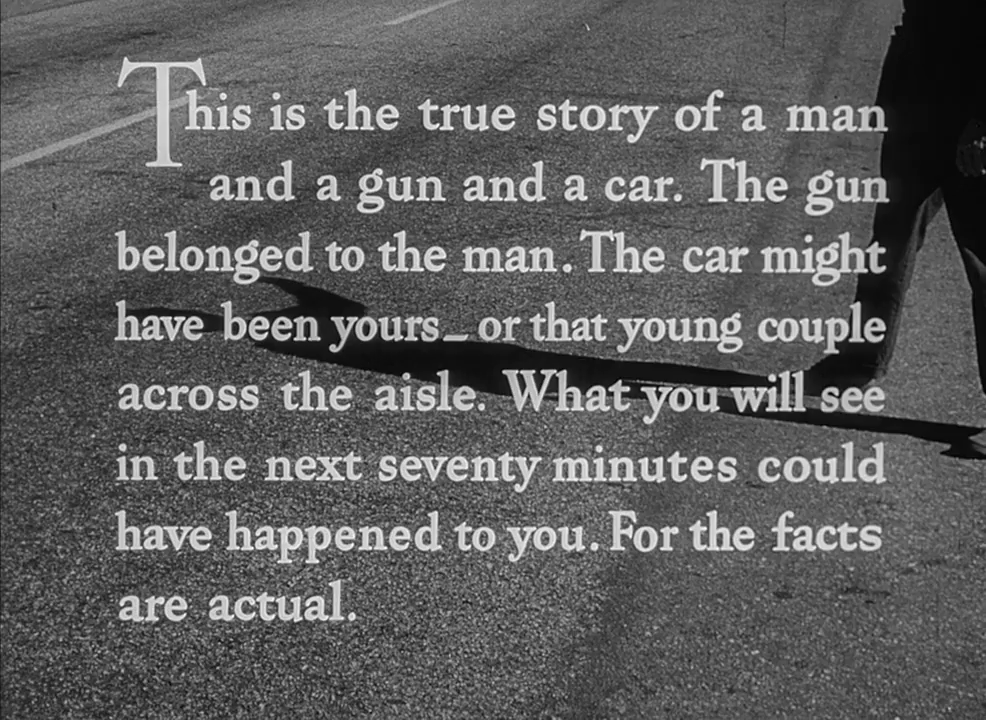 This is the true story of a man
and a gun and a car. The gun
belonged to the man. The car might
have been yours—or that young couple
across the aisle. What you will see
in the next seventy minutes could
have happened to you. For the facts
are actual.